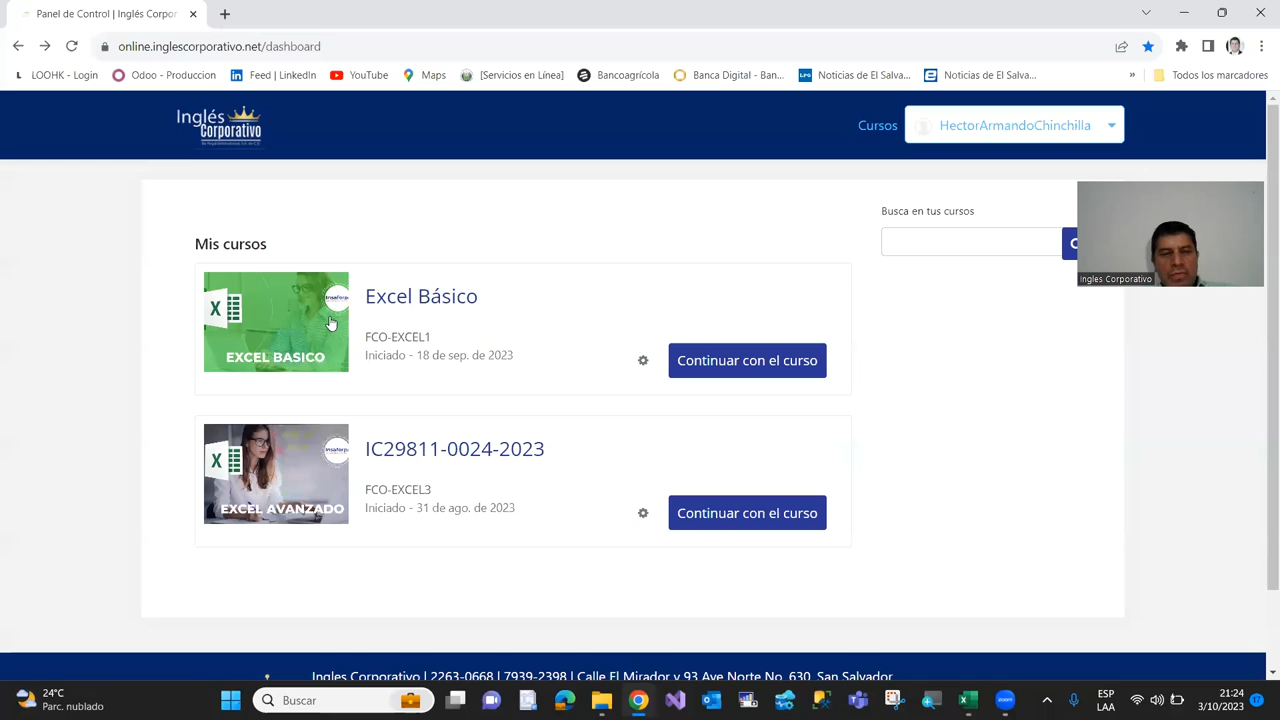 Panel de Control | Inglés Corpor
online.inglescorporativo.net/dashboard
LOOHK - Login
Odoo - Produccion
Feed | LinkedIn
YouTube
Maps
[Servicios en Línea]
Bancoagrícola
Banca Digital - Ban...
LPG
Noticias de El Salva...
Noticias de El Salva...
»
Todos los marcadores
Inglés
Corporativo
Cursos
HectorArmandoChinchilla
Busca en tus cursos
Ingles Corporativo
Mis cursos
EXCEL BASICO
Excel Básico
FCO-EXCEL1
Iniciado - 18 de sep. de 2023
Continuar con el curso
EXCEL AVANZADO
IC29811-0024-2023
FCO-EXCEL3
Iniciado - 31 de ago. de 2023
Continuar con el curso
Ingles Corporativo | 2263-0668 | 7939-2398 | Calle El Mirador y 93 Ave Norte No. 630, San Salvador
24°C
Parc. nublado
Buscar
ESP
LAA
21:24
3/10/2023